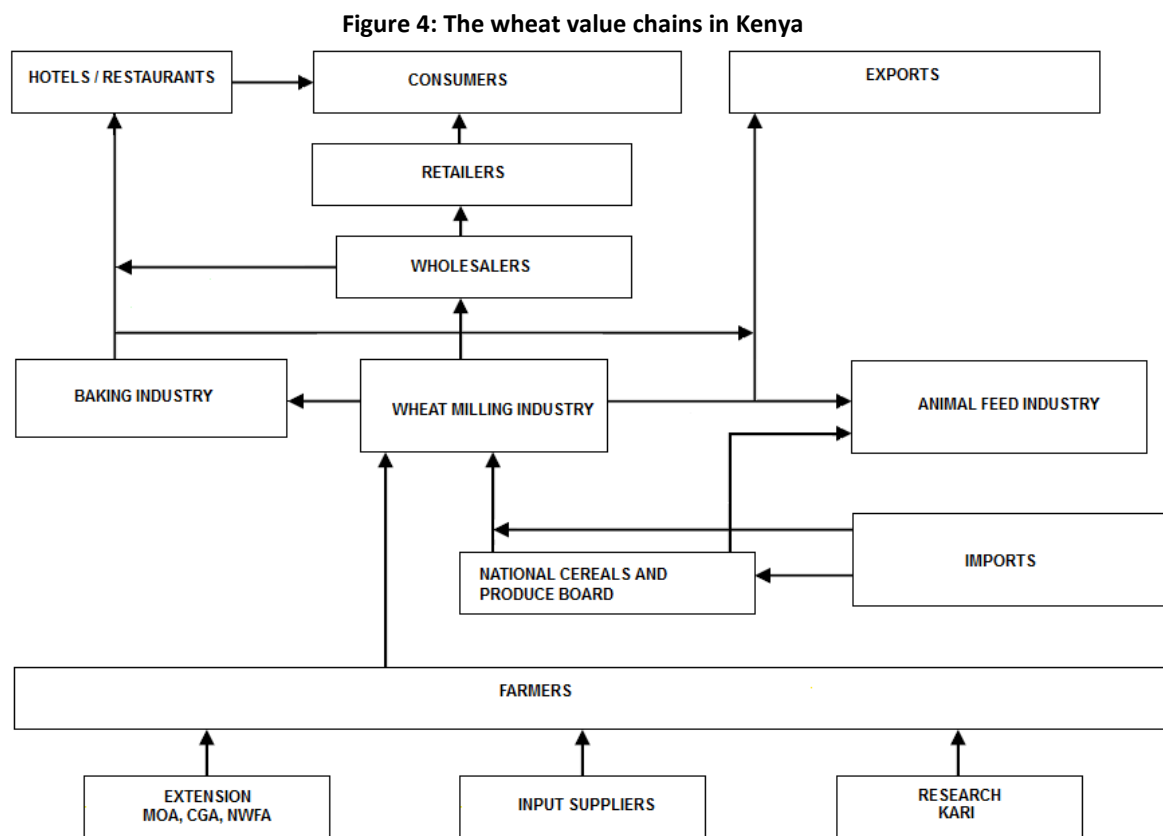 Figure 4: The wheat value chains in Kenya
HOTELS / RESTAURANTS
CONSUMERS
EXPORTS
RETAILERS
WHOLESALERS
BAKING INDUSTRY
WHEAT MILLING INDUSTRY
ANIMAL FEED INDUSTRY
NATIONAL CEREALS AND
PRODUCE BOARD
IMPORTS
FARMERS
EXTENSION
MOA, CGA, NWFA
INPUT SUPPLIERS
RESEARCH
KARI